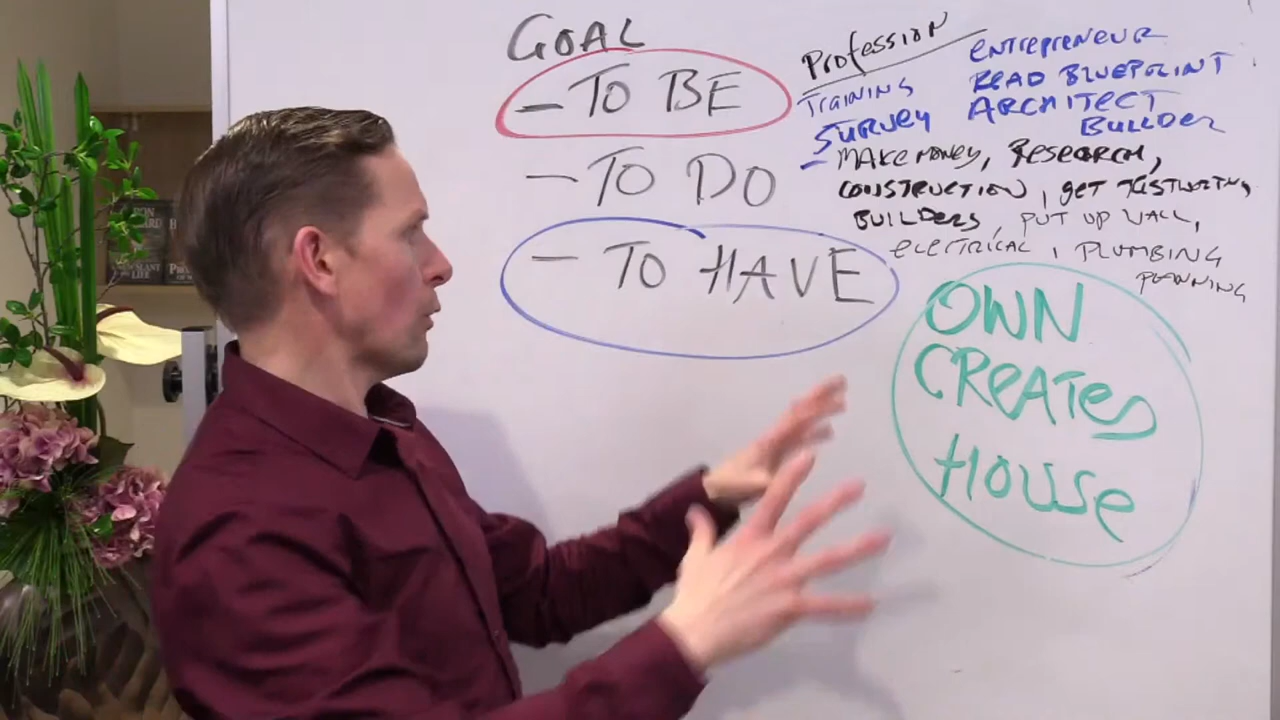 GOAL
- TO BE
- TO DO
- TO HAVE
Profession
TRAINING
SURVEY
ENTREPRENEUR
READ BLUEPRINT
ARCHITECT
BUILDER
- MAKE MONEY, RESEARCH,
CONSTRUCTION, GET
BUILDERS, PUT UP WALL,
ELECTRICAL, PLUMBING
PLANNING
OWN
CREATED
HOUSE